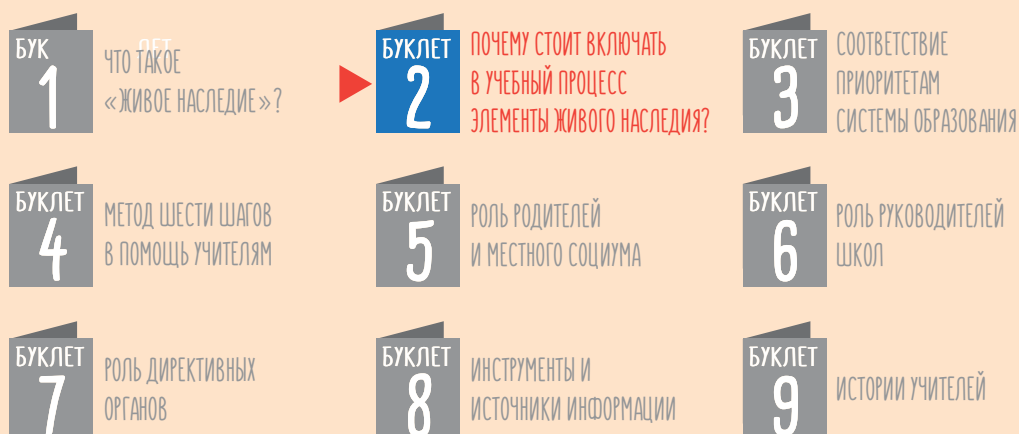 БУК ЛЕТ
1
ЧТО ТАКОЕ
«ЖИВОЕ НАСЛЕДИЕ»?
БУКЛЕТ
2
ПОЧЕМУ СТОИТ ВКЛЮЧАТЬ
В УЧЕБНЫЙ ПРОЦЕСС
ЭЛЕМЕНТЫ ЖИВОГО НАСЛЕДИЯ?
БУКЛЕТ
3
СООТВЕТСТВИЕ
ПРИОРИТЕТАМ
СИСТЕМЫ ОБРАЗОВАНИЯ
БУКЛЕТ
4
МЕТОД ШЕСТИ ШАГОВ
В ПОМОЩЬ УЧИТЕЛЯМ
БУКЛЕТ
5
РОЛЬ РОДИТЕЛЕЙ
И МЕСТНОГО СОЦИУМА
БУКЛЕТ
6
РОЛЬ РУКОВОДИТЕЛЕЙ
ШКОЛ
БУКЛЕТ
7
РОЛЬ ДИРЕКТИВНЫХ
ОРГАНОВ
БУКЛЕТ
8
ИНСТРУМЕНТЫ И
ИСТОЧНИКИ ИНФОРМАЦИИ
БУКЛЕТ
9
ИСТОРИИ УЧИТЕЛЕЙ